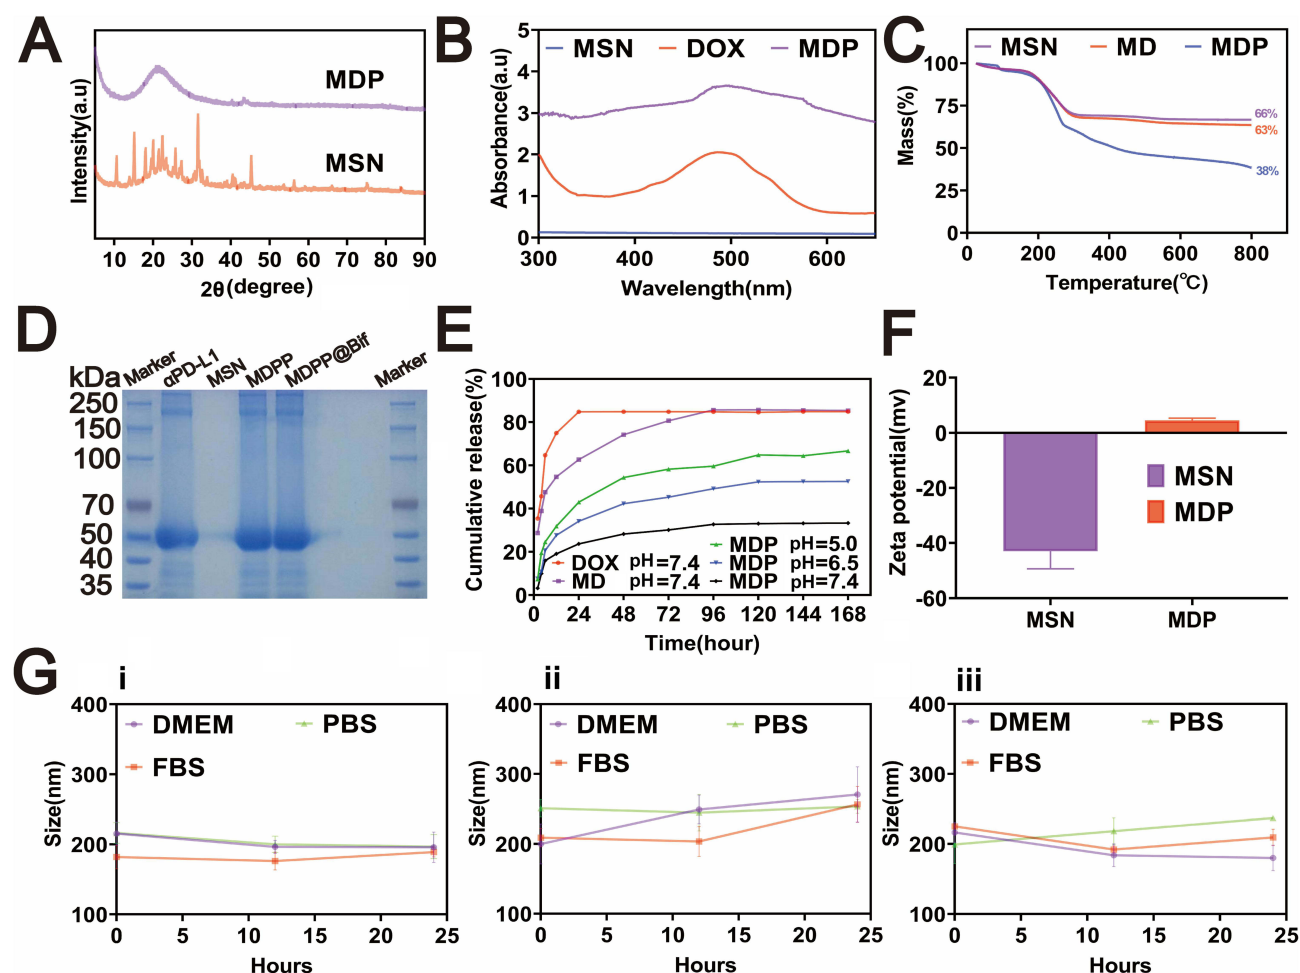 A
Intensity(a.u)
MDP
MSN
10 20 30 40 50 60 70 80 90
2θ(degree)
B
Absorbance(a.u)
5
4
3
2
1
0
MSN DOX MDP
300 400 500 600
Wavelength(nm)
C
Mass(%)
100
75
50
25
0
MSN MD MDP
66%
63%
38%
0 200 400 600 800
Temperature(℃)
D
kDa
Marker αPD-L1 MSN MDPP MDPP@Bif Marker
250
150
100
70
50
40
35
E
Cumulative release(%)
100
80
60
40
20
0
MDP pH=5.0
DOX pH=7.4 MDP pH=6.5
MD pH=7.4 MDP pH=7.4
0 24 48 72 96 120 144 168
Time(hour)
F
Zeta potential(mv)
20
0
-20
-40
-60
MSN
MDP
MSN MDP
G
i
Size(nm)
400
300
200
100
DMEM PBS
FBS
0 5 10 15 20 25
Hours
ii
Size(nm)
400
300
200
100
DMEM PBS
FBS
0 5 10 15 20 25
Hours
iii
Size(nm)
400
300
200
100
DMEM PBS
FBS
0 5 10 15 20 25
Hours